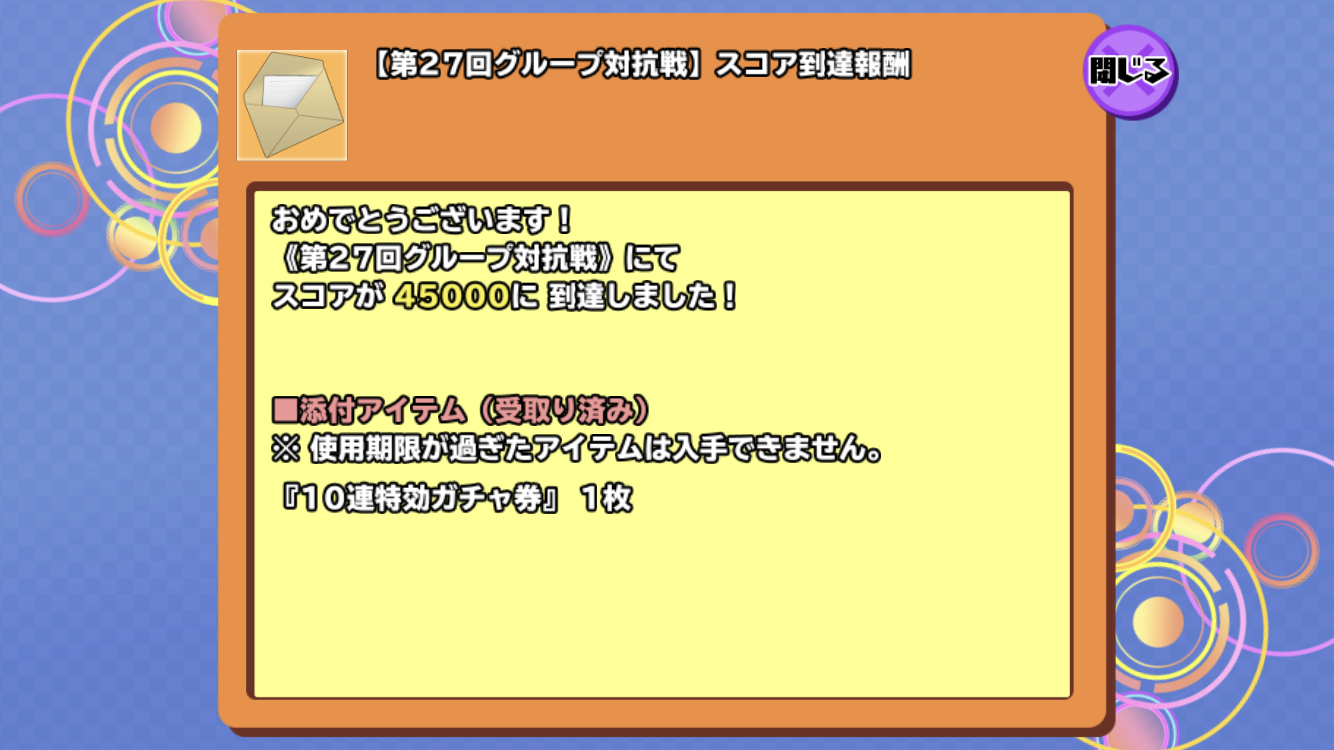 【第27回グループ対抗戦】スコア到達報酬
閉じる
おめでとうございます！
《第27回グループ対抗戦》にて
スコアが 45000に 到達しました！
■添付アイテム（受取り済み）
※ 使用期限が過ぎたアイテムは入手できません。
『10連特効ガチャ券』 1枚